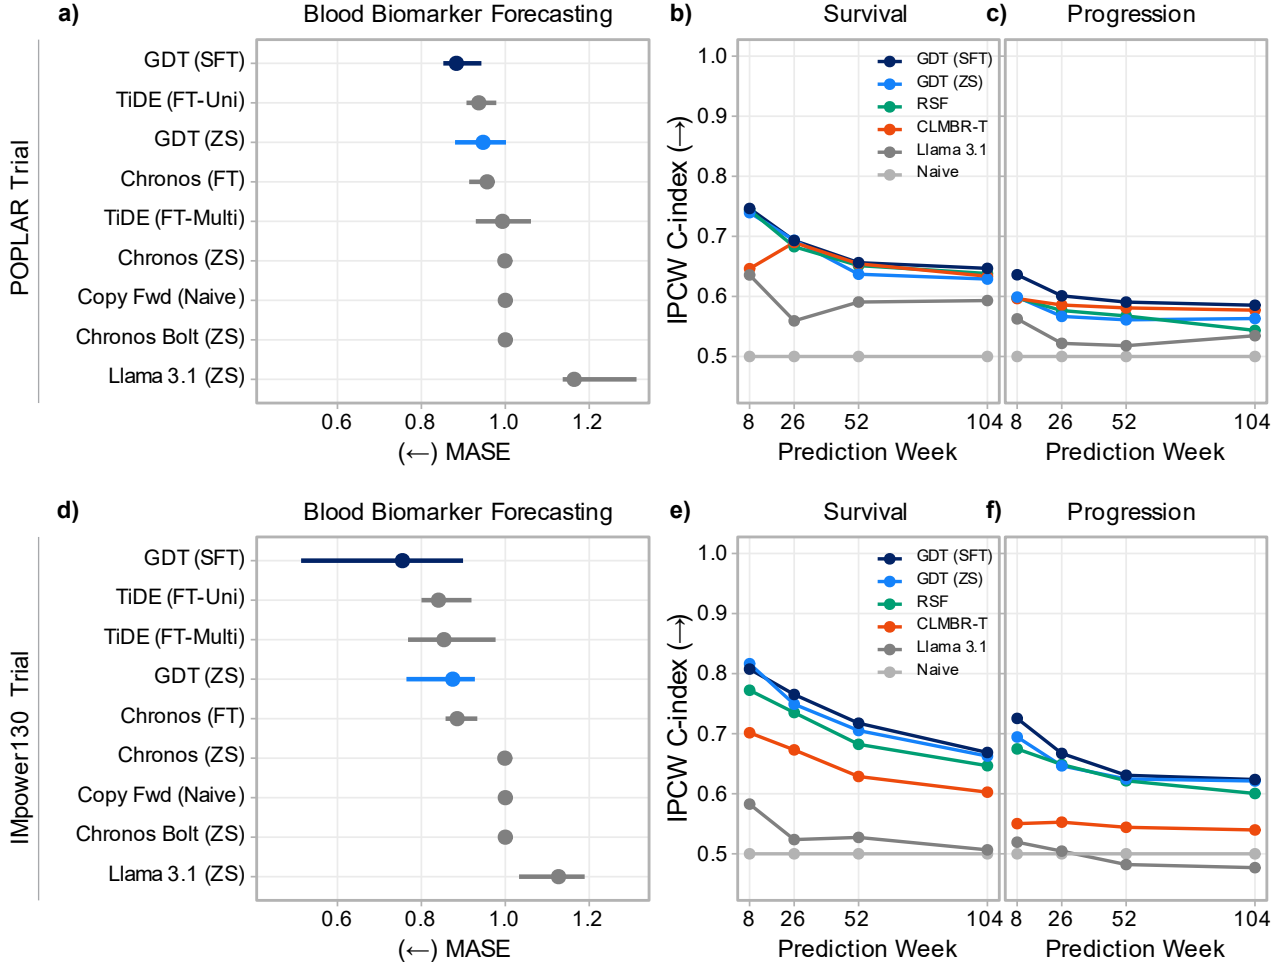 a)
Blood Biomarker Forecasting
b)
Survival
c)
Progression
POPLAR Trial
GDT (SFT)
TiDE (FT-Uni)
GDT (ZS)
Chronos (FT)
TiDE (FT-Multi)
Chronos (ZS)
Copy Fwd (Naive)
Chronos Bolt (ZS)
Llama 3.1 (ZS)
0.6 0.8 1.0 1.2
(←) MASE
IPCW C-index (→)
1.0
0.9
0.8
0.7
0.6
0.5
GDT (SFT)
GDT (ZS)
RSF
CLMBR-T
Llama 3.1
Naive
8 26 52 104
Prediction Week
8 26 52 104
Prediction Week
d)
Blood Biomarker Forecasting
e)
Survival
f)
Progression
IMpower130 Trial
GDT (SFT)
TiDE (FT-Uni)
TiDE (FT-Multi)
GDT (ZS)
Chronos (FT)
Chronos (ZS)
Copy Fwd (Naive)
Chronos Bolt (ZS)
Llama 3.1 (ZS)
0.6 0.8 1.0 1.2
(←) MASE
IPCW C-index (→)
1.0
0.9
0.8
0.7
0.6
0.5
GDT (SFT)
GDT (ZS)
RSF
CLMBR-T
Llama 3.1
Naive
8 26 52 104
Prediction Week
8 26 52 104
Prediction Week